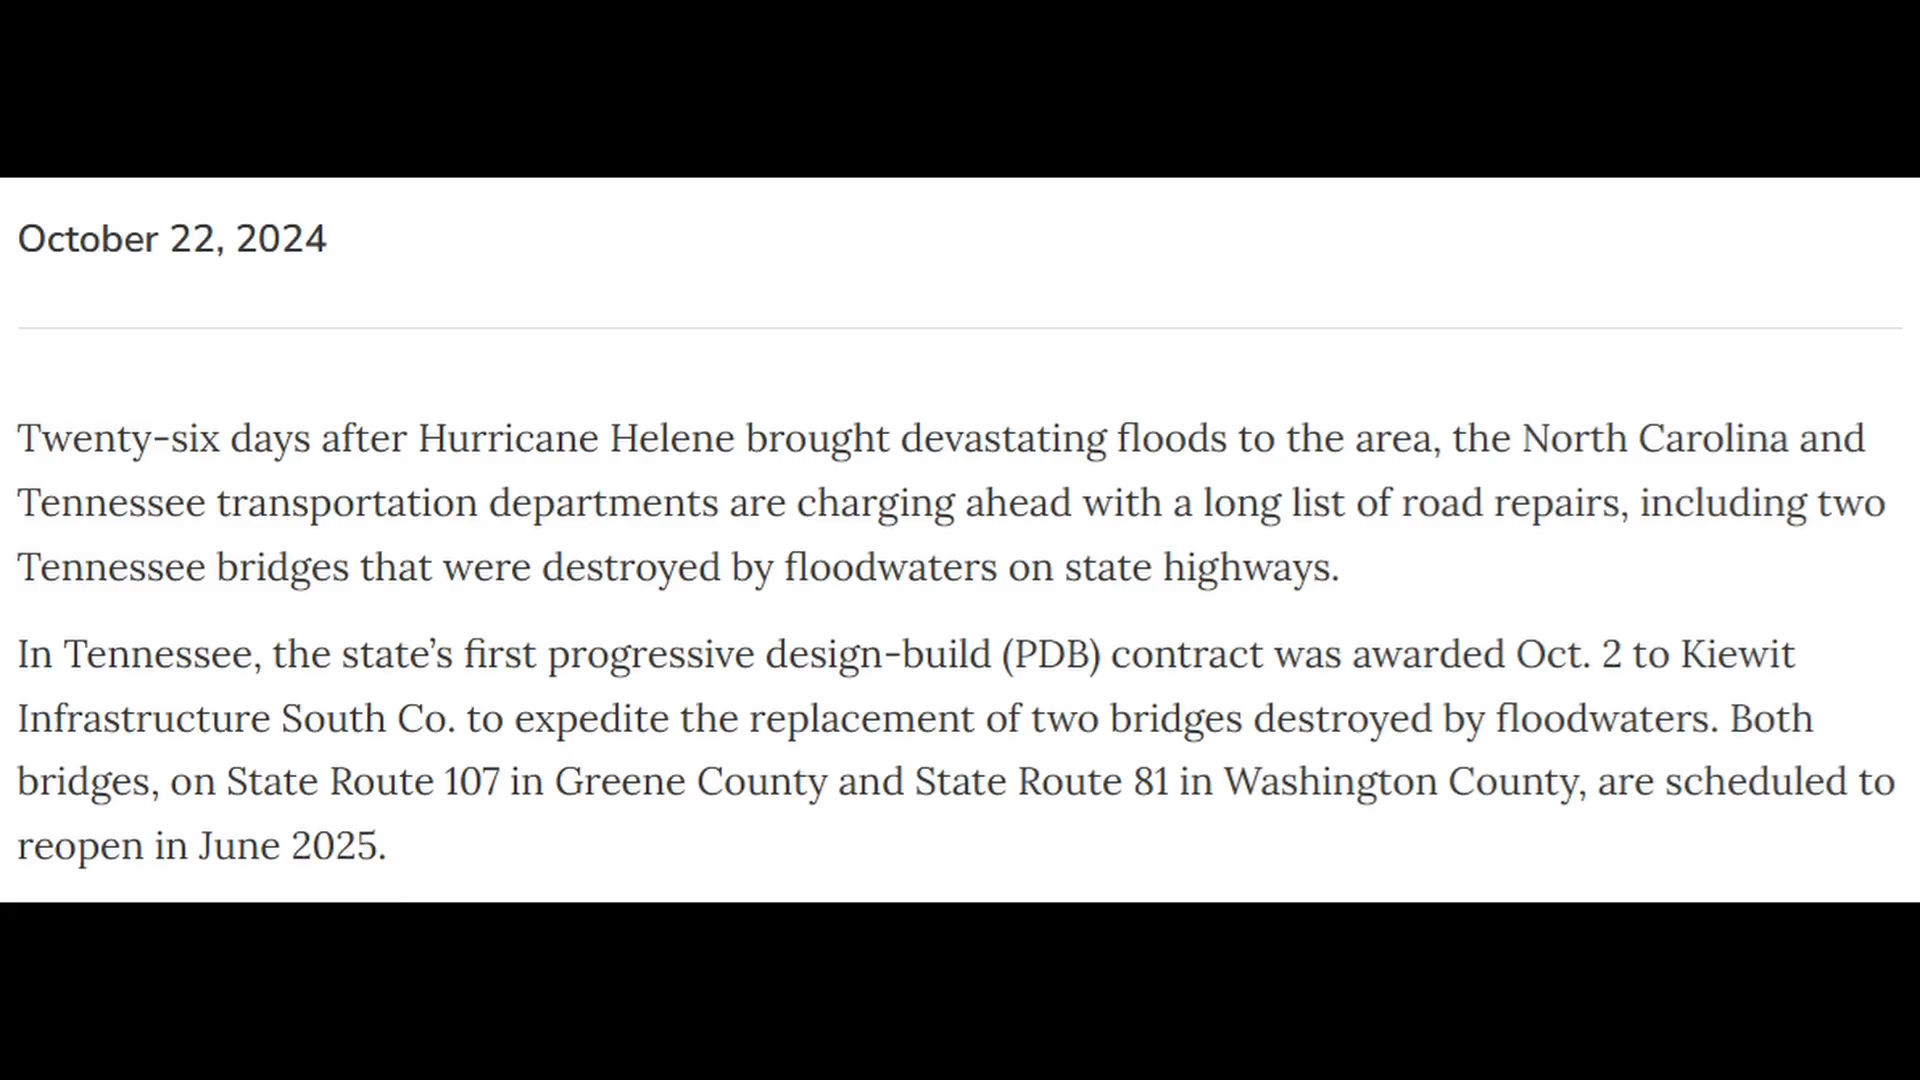 October 22, 2024
Twenty-six days after Hurricane Helene brought devastating floods to the area, the North Carolina and
Tennessee transportation departments are charging ahead with a long list of road repairs, including two
Tennessee bridges that were destroyed by floodwaters on state highways.
In Tennessee, the state’s first progressive design-build (PDB) contract was awarded Oct. 2 to Kiewit
Infrastructure South Co. to expedite the replacement of two bridges destroyed by floodwaters. Both
bridges, on State Route 107 in Greene County and State Route 81 in Washington County, are scheduled to
reopen in June 2025.